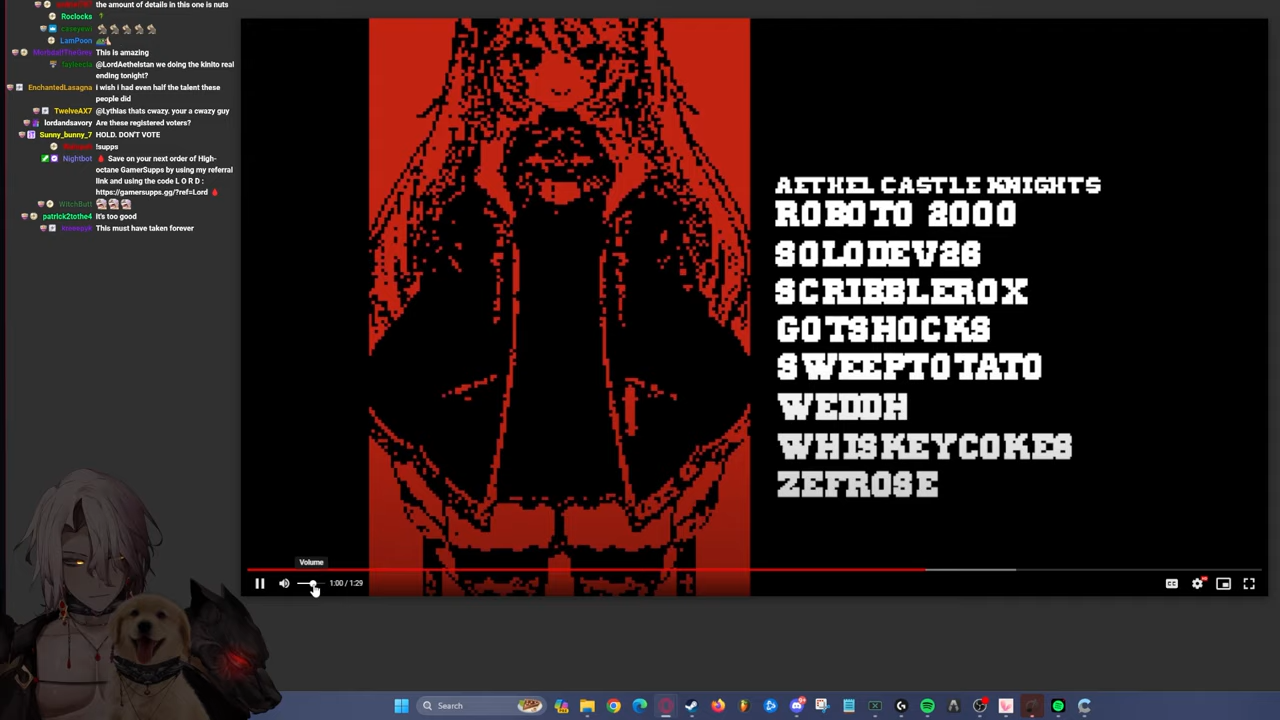 the amount of details in this one is nuts
Roclocks
LamPoon
This is amazing
@LordAethelstan we doing the kinito real
ending tonight?
EnchantedLasagna i wish i had even half the talent these
people did
TwelveAX7 @Lythlas thats cwazy. your a cwazy guy
lordandsavory Are these registered voters?
Sunny_bunny_7 HOLD. DON'T VOTE
!supps
Nightbot Save on your next order of High-
octane GamerSupps by using my referral
link and using the code L O R D :
https://gamersupps.gg/?ref=Lord
WitchButt
patrick2tothe4 It's too good
This must have taken forever
AETHEL CASTLE KNIGHTS
ROBOTO 2000
SOLODEV26
SCRIBBLEROX
GOTSHOCKS
SWEEPTOTATO
WEDDH
WHISKEYCOKES
ZEFROSE
Volume
1:00 / 1:29
Search